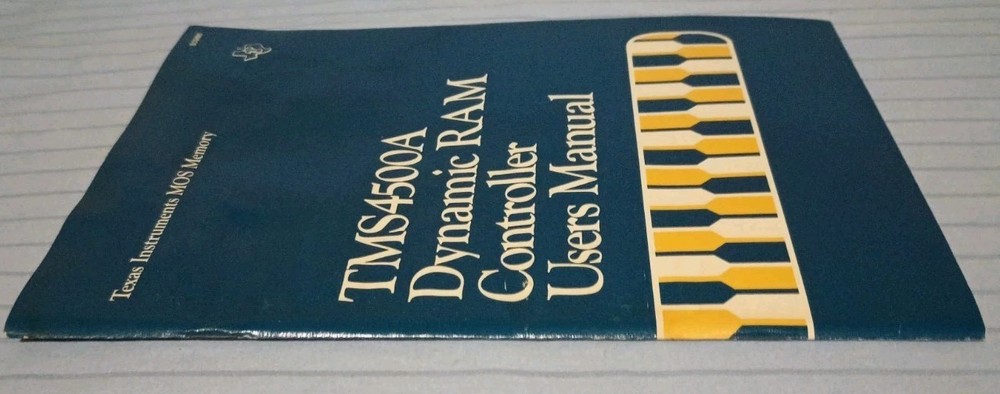 Texas Instruments MOS Memory
TMS4500A
Dynamic RAM
Controller
Users Manual